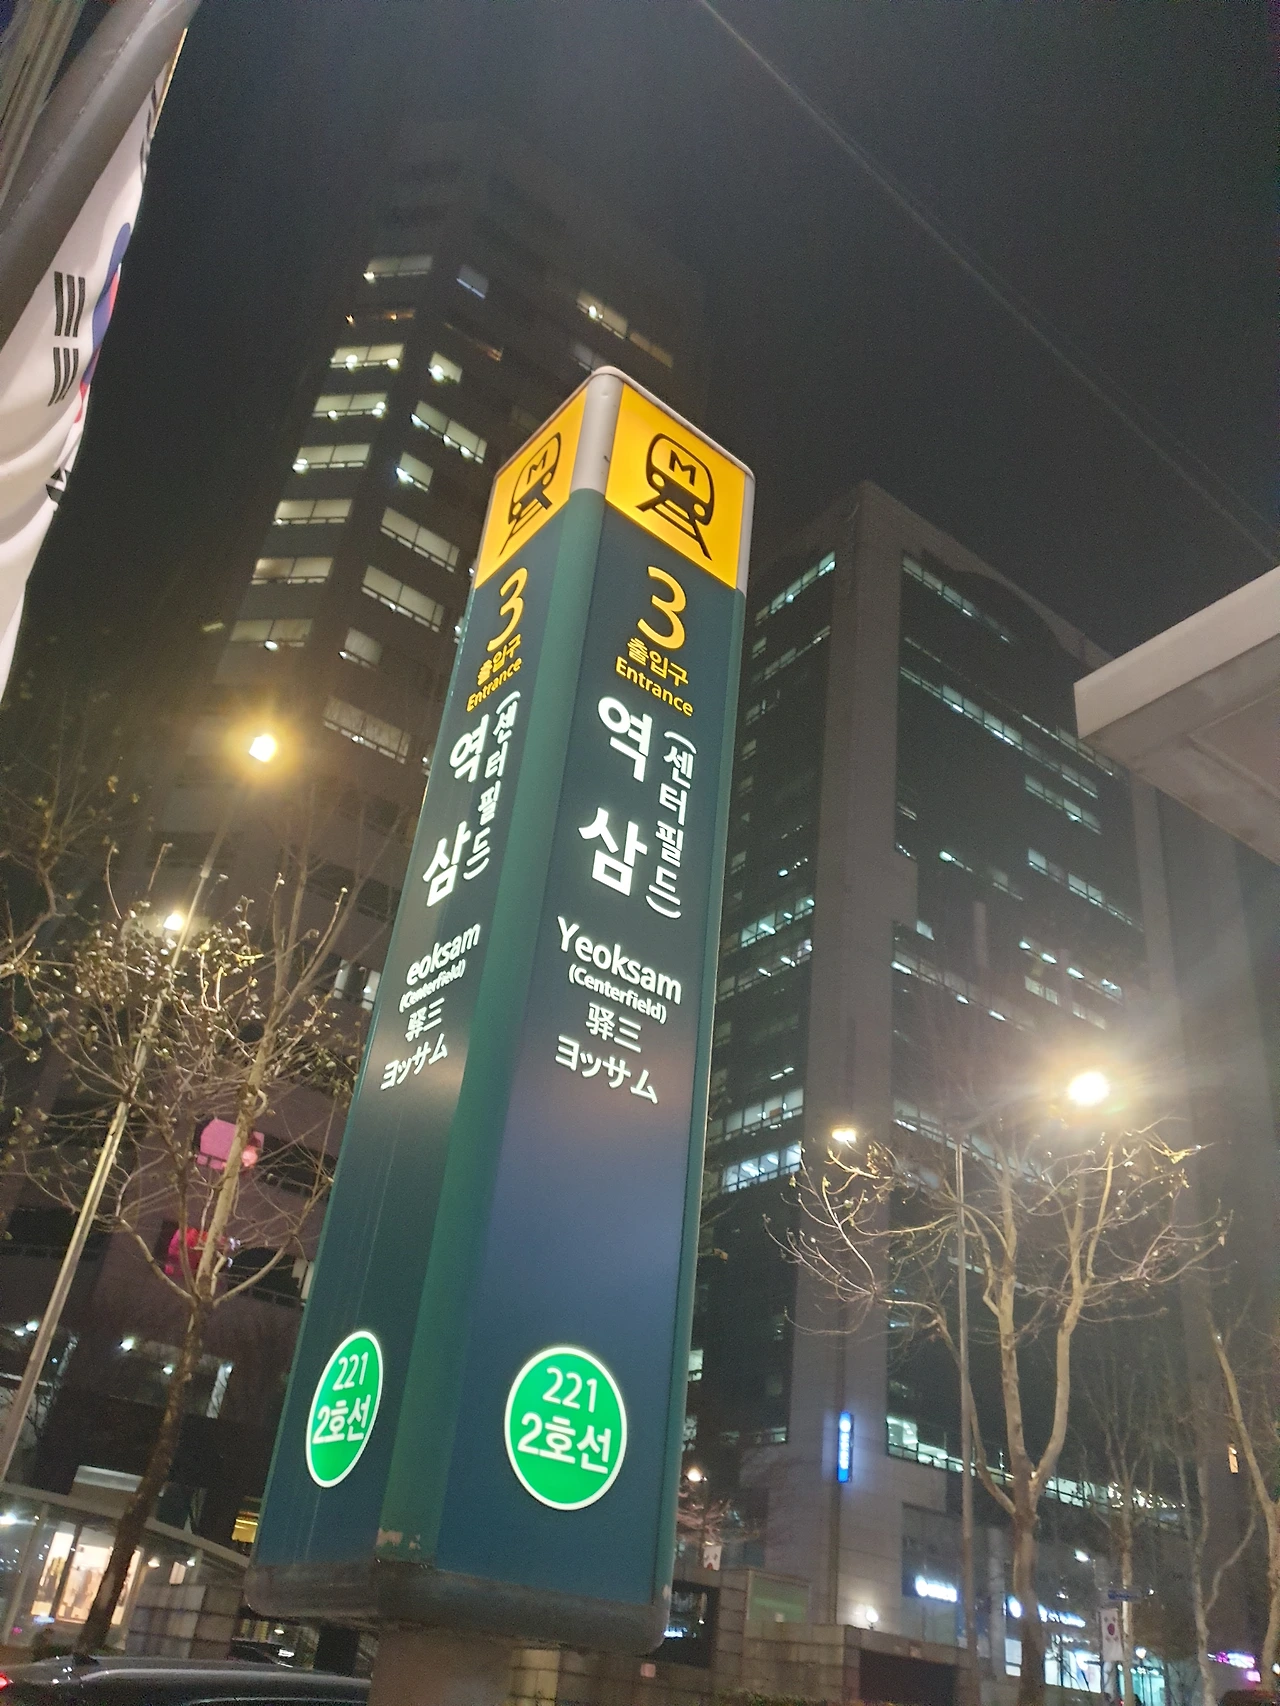 M
3
출입구
Entrance
역삼
(센터필드)
eoksam
(Centerfield)
驿三
ヨッサム
221
2호선
M
3
출입구
Entrance
역삼
(센터필드)
Yeoksam
(Centerfield)
驿三
ヨッサム
221
2호선